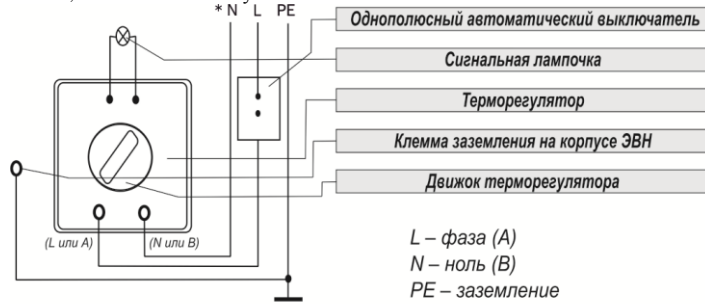 * N L PE
Однополюсный автоматический выключатель
Сигнальная лампочка
Терморегулятор
Клемма заземления на корпусе ЭВН
Движок терморегулятора
(L или А) (N или В)
L – фаза (А)
N – ноль (В)
PE – заземление